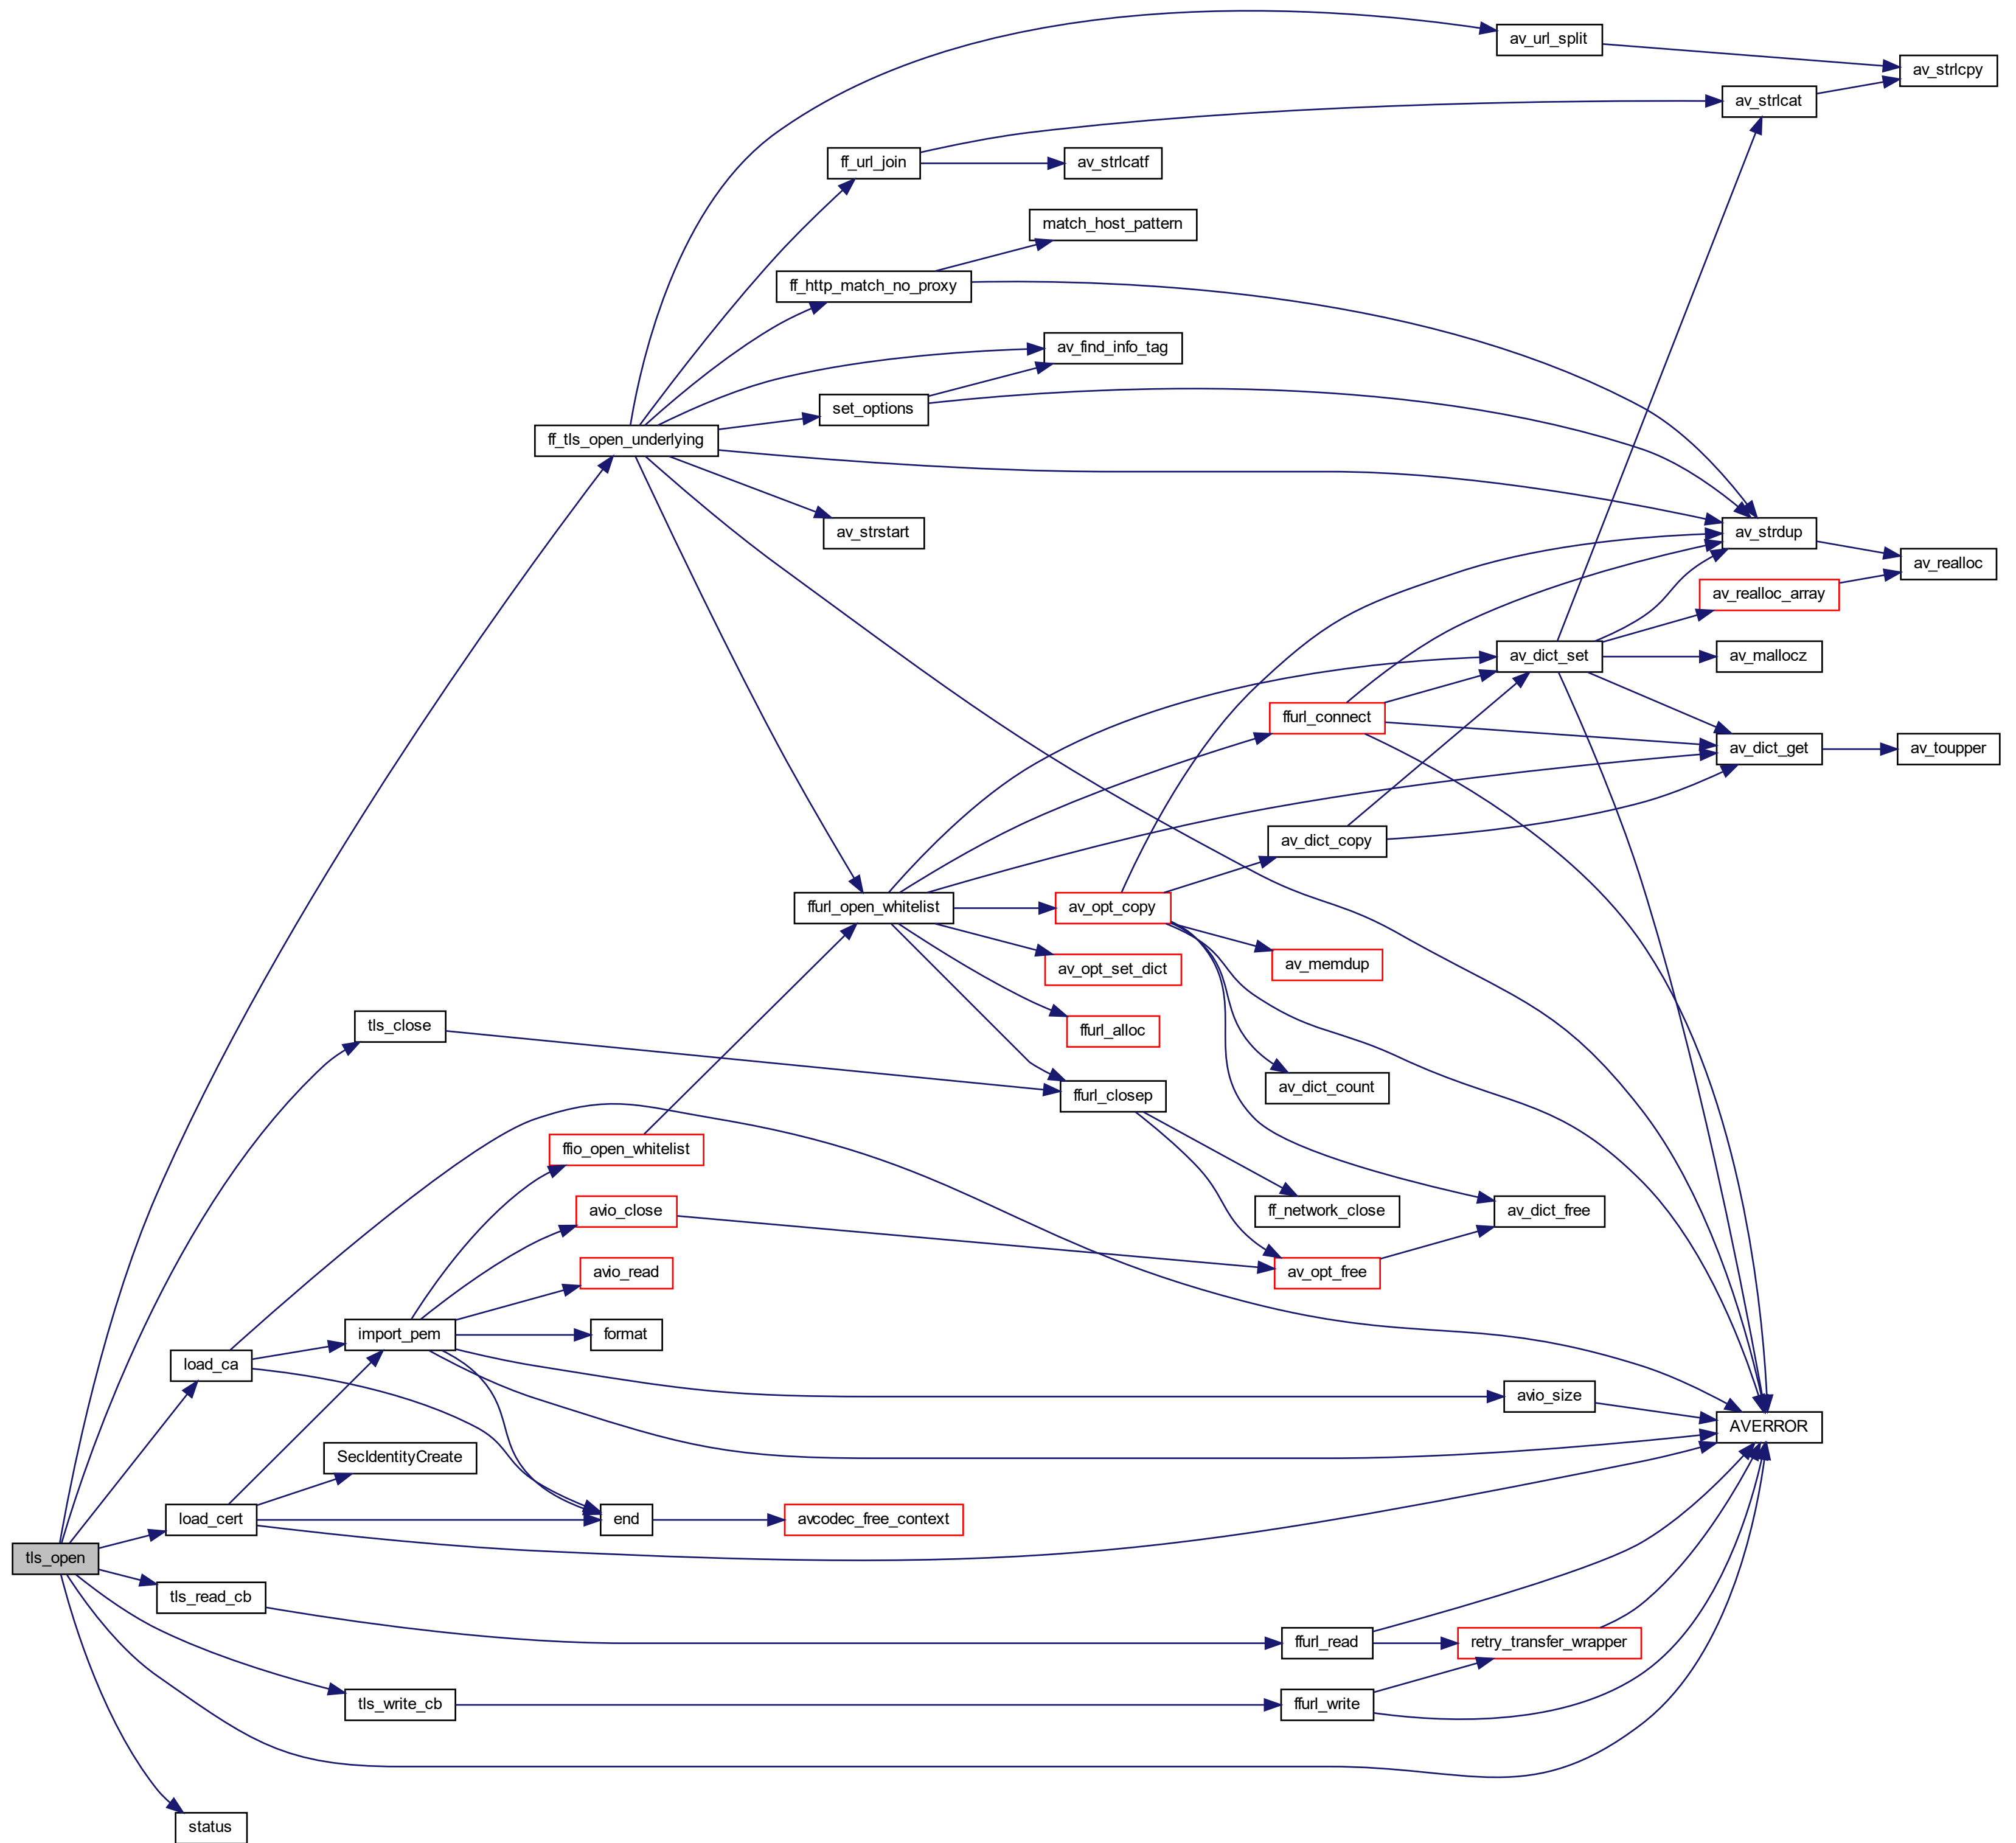 av_url_split
av_strlcpy
av_strlcat
ff_url_join
av_strlcatf
match_host_pattern
ff_http_match_no_proxy
av_find_info_tag
set_options
ff_tls_open_underlying
av_strstart
av_strdup
av_realloc
av_realloc_array
av_dict_set
av_mallocz
ffurl_connect
av_dict_get
av_toupper
av_dict_copy
ffurl_open_whitelist
av_opt_copy
av_memdup
av_opt_set_dict
tls_close
ffurl_alloc
av_dict_count
ffurl_closep
ffio_open_whitelist
avio_close
ff_network_close
av_dict_free
avio_read
av_opt_free
import_pem
format
load_ca
avio_size
AVERROR
SecIdentityCreate
load_cert
end
avcodec_free_context
tls_open
tls_read_cb
ffurl_read
retry_transfer_wrapper
tls_write_cb
ffurl_write
status